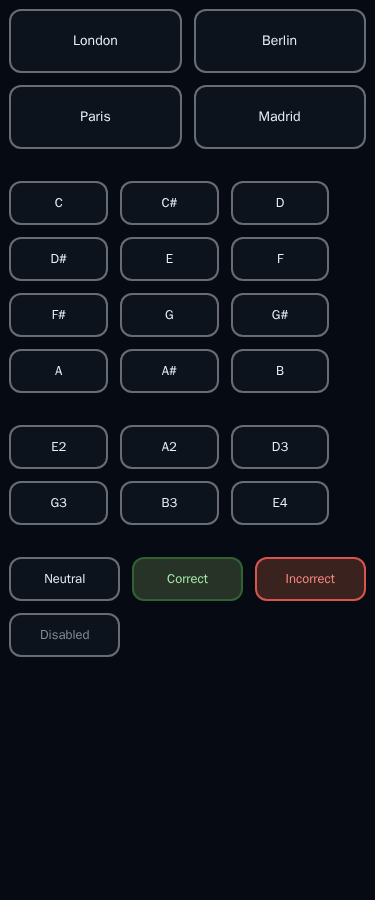 London Berlin
Paris Madrid
C C# D
D# E F
F# G G#
A A# B
E2 A2 D3
G3 B3 E4
Neutral Correct Incorrect
Disabled